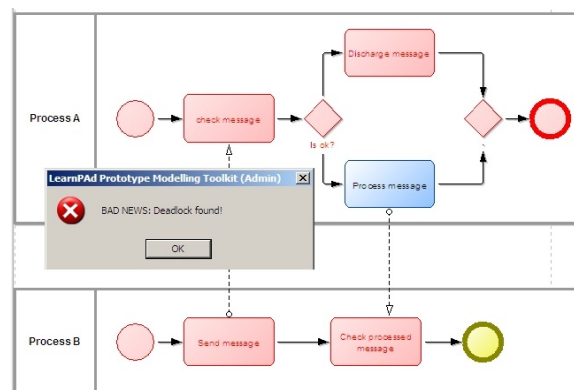 Process A
Discharge message
check message
Is ok?
Process message
LearnPAd Prototype Modelling Toolkit (Admin)
BAD NEWS: Deadlock found!
OK
Process B
Send message
Check processed
message